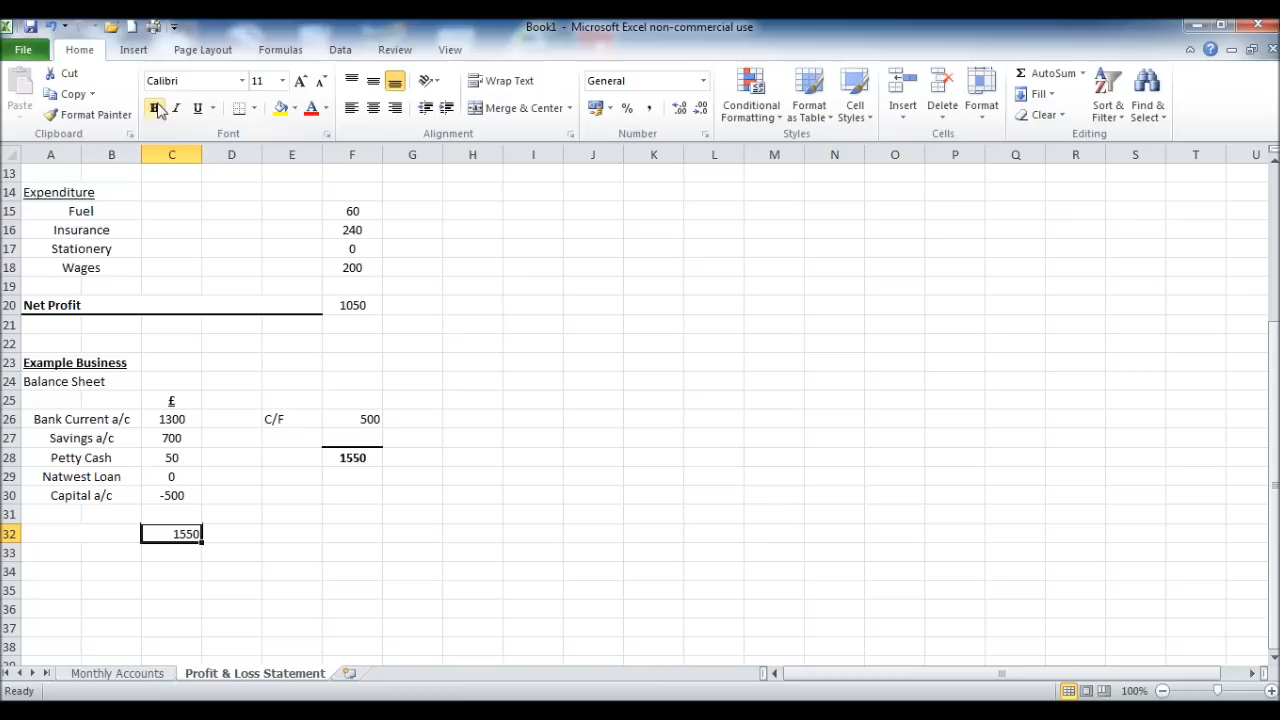 Book1 - Microsoft Excel non-commercial use
File Home Insert Page Layout Formulas Data Review View
Cut
Copy
Format Painter
Paste
Clipboard
Calibri 11
B I U
Font
Wrap Text
Merge & Center
Alignment
General
%
Number
Conditional Formatting
Format as Table
Cell Styles
Styles
Insert Delete Format
Cells
AutoSum
Fill
Clear
Sort & Filter
Find & Select
Editing
A B C D E F G H I J K L M N O P Q R S T U
13
14 Expenditure
15 Fuel 60
16 Insurance 240
17 Stationery 0
18 Wages 200
19
20 Net Profit 1050
21
22
23 Example Business
24 Balance Sheet
25 £
26 Bank Current a/c 1300 C/F 500
27 Savings a/c 700
28 Petty Cash 50 1550
29 Natwest Loan 0
30 Capital a/c -500
31
32 1550
33
34
35
36
37
38
39
Monthly Accounts Profit & Loss Statement
Ready 100%